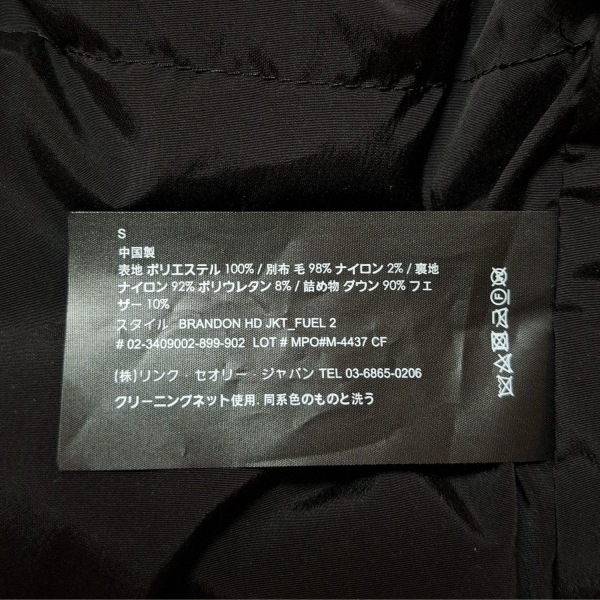 S
中国製
表地 ポリエステル 100% / 別布 毛 98% ナイロン 2% / 裏地
ナイロン 92% ポリウレタン 8% / 詰め物 ダウン 90% フェ
ザー 10%
スタイル BRANDON HD JKT_FUEL 2
# 02-3409002-899-902 LOT # MPO#M-4437 CF
(株)リンク・セオリー・ジャパン TEL 03-6865-0206
クリーニングネット使用. 同系色のものと洗う